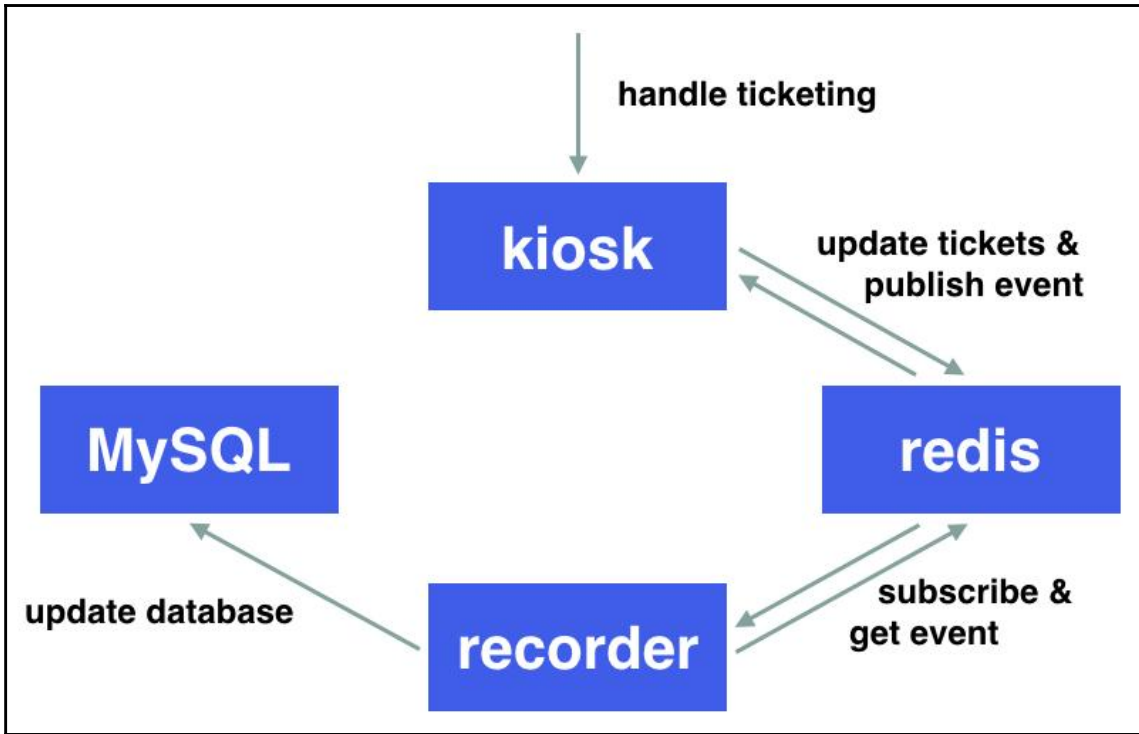 handle ticketing
kiosk
update tickets &
publish event
MySQL
redis
update database
recorder
subscribe &
get event